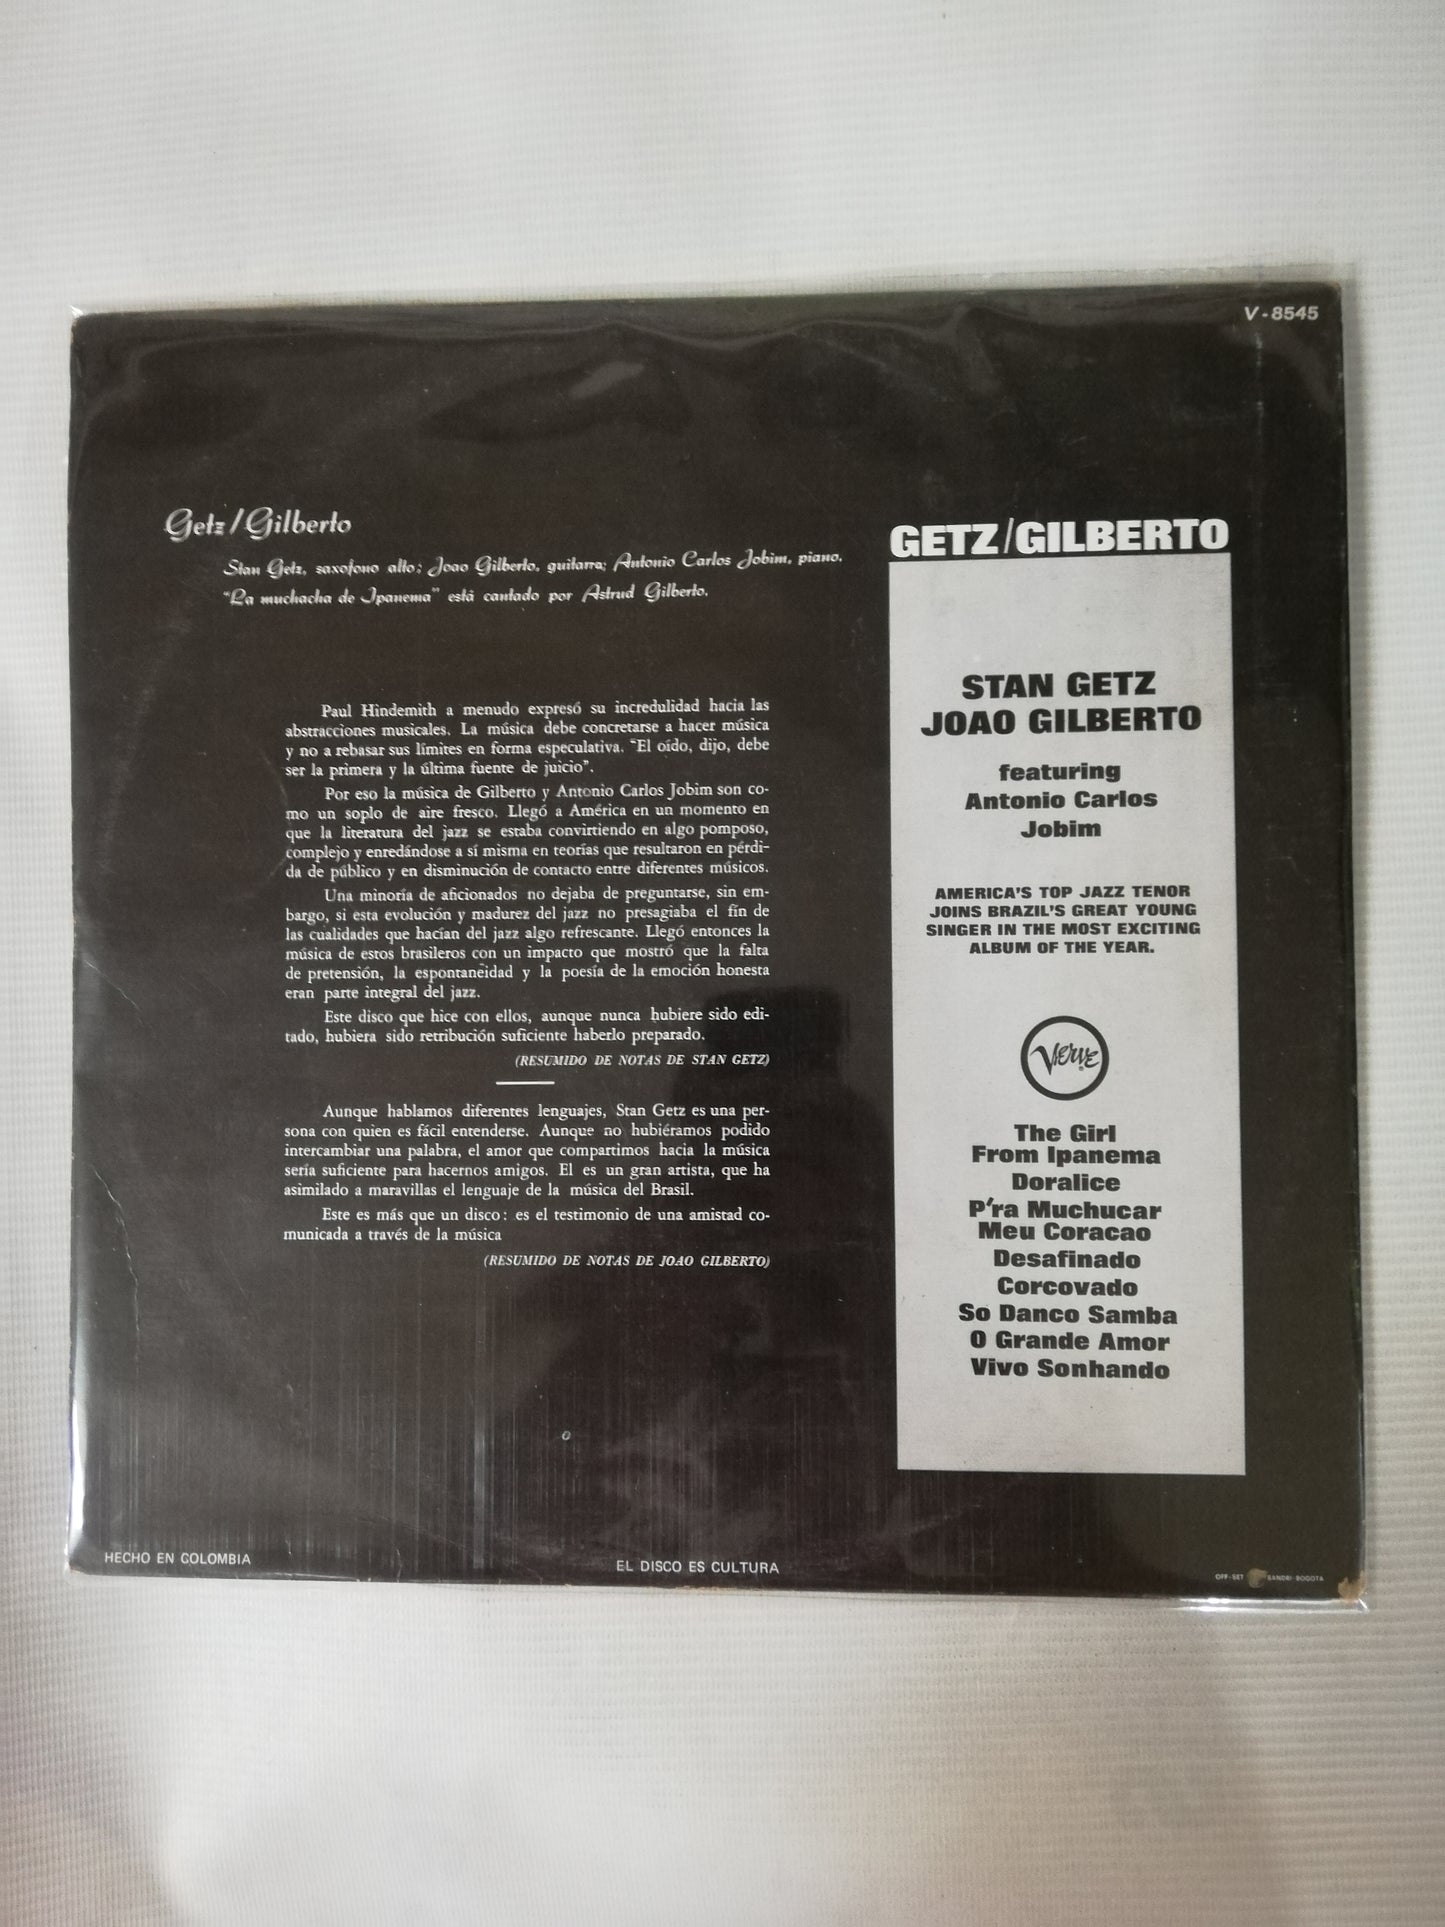 V-8545
Getz/Gilberto
Stan Getz, saxofono alto; Joao Gilberto, guitarra; Antonio Carlos Jobim, piano.
"La muchacha de Ipanema" está cantado por Astrud Gilberto.
Paul Hindemith a menudo expresó su incredulidad hacia las
abstracciones musicales. La música debe concretarse a hacer música
y no a rebasar sus límites en forma especulativa. "El oído, dijo, debe
ser la primera y la última fuente de juicio".
Por eso la música de Gilberto y Antonio Carlos Jobim son co-
mo un soplo de aire fresco. Llegó a América en un momento en
que la literatura del jazz se estaba convirtiendo en algo pomposo,
complejo y enredándose a sí misma en teorías que resultaron en pérdi-
da de público y en disminución de contacto entre diferentes músicos.
Una minoría de aficionados no dejaba de preguntarse, sin em-
bargo, si esta evolución y madurez del jazz no presagiaba el fín de
las cualidades que hacían del jazz algo refrescante. Llegó entonces la
música de estos brasileros con un impacto que mostró que la falta
de pretensión, la espontaneidad y la poesía de la emoción honesta
eran parte integral del jazz.
Este disco que hice con ellos, aunque nunca hubiere sido edi-
tado, hubiera sido retribución suficiente haberlo preparado.
(RESUMIDO DE NOTAS DE STAN GETZ)
Aunque hablamos diferentes lenguajes, Stan Getz es una per-
sona con quien es fácil entenderse. Aunque no hubiéramos podido
intercambiar una palabra, el amor que compartimos hacia la música
sería suficiente para hacernos amigos. El es un gran artista, que ha
asimilado a maravillas el lenguaje de la música del Brasil.
Este es más que un disco: es el testimonio de una amistad co-
municada a través de la música
(RESUMIDO DE NOTAS DE JOAO GILBERTO)
GETZ/GILBERTO
STAN GETZ
JOAO GILBERTO
featuring
Antonio Carlos
Jobim
AMERICA'S TOP JAZZ TENOR
JOINS BRAZIL'S GREAT YOUNG
SINGER IN THE MOST EXCITING
ALBUM OF THE YEAR.
Verve
The Girl
From Ipanema
Doralice
P'ra Muchucar
Meu Coracao
Desafinado
Corcovado
So Danco Samba
O Grande Amor
Vivo Sonhando
HECHO EN COLOMBIA
EL DISCO ES CULTURA
OFF-SET SANDRI-BOGOTA